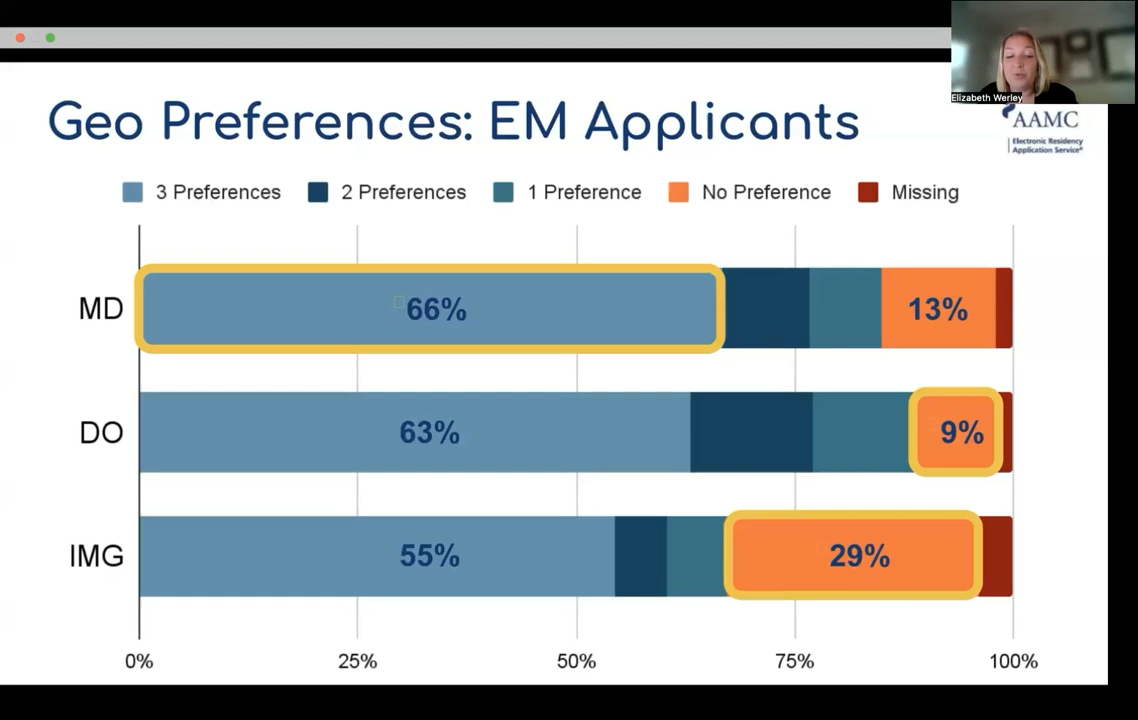 Elizabeth Werley
Geo Preferences: EM Applicants
AAMC
Electronic Residency
Application Service®
3 Preferences 2 Preferences 1 Preference No Preference Missing
MD 66% 13%
DO 63% 9%
IMG 55% 29%
0% 25% 50% 75% 100%